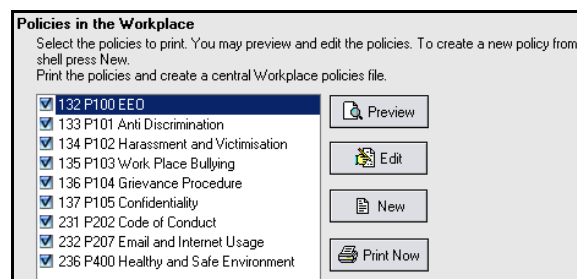 Policies in the Workplace
Select the policies to print. You may preview and edit the policies. To create a new policy from
shell press New.
Print the policies and create a central Workplace policies file.
132 P100 EEO
133 P101 Anti Discrimination
134 P102 Harassment and Victimisation
135 P103 Work Place Bullying
136 P104 Grievance Procedure
137 P105 Confidentiality
231 P202 Code of Conduct
232 P207 Email and Internet Usage
236 P400 Healthy and Safe Environment
Preview
Edit
New
Print Now